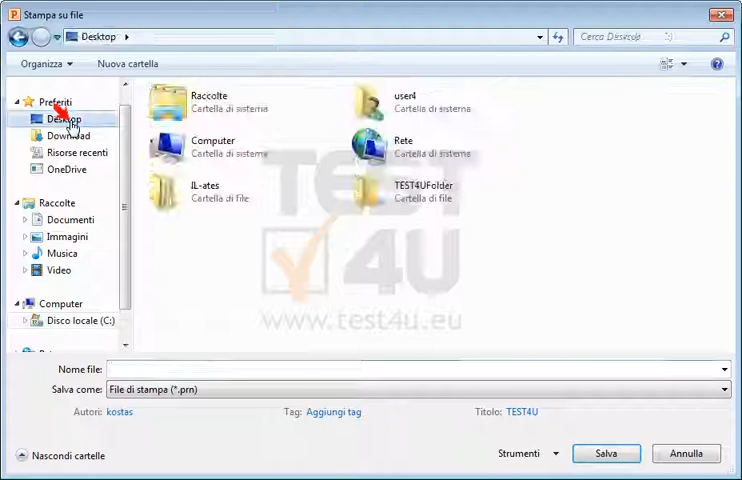 Stampa su file
Desktop
Cerca Desktop
Organizza
Nuova cartella
Preferiti
Desktop
Download
Risorse recenti
OneDrive
Raccolte
Documenti
Immagini
Musica
Video
Computer
Disco locale (C:)
Raccolte
Cartella di sistema
user4
Cartella di sistema
Computer
Cartella di sistema
Rete
Cartella di sistema
IL-ates
Cartella di file
TEST4UFolder
Cartella di file
TEST
4U
www.test4u.eu
Nome file:
Salva come: File di stampa (*.prn)
Autori: kostas Tag: Aggiungi tag Titolo: TEST4U
Nascondi cartelle
Strumenti Salva Annulla